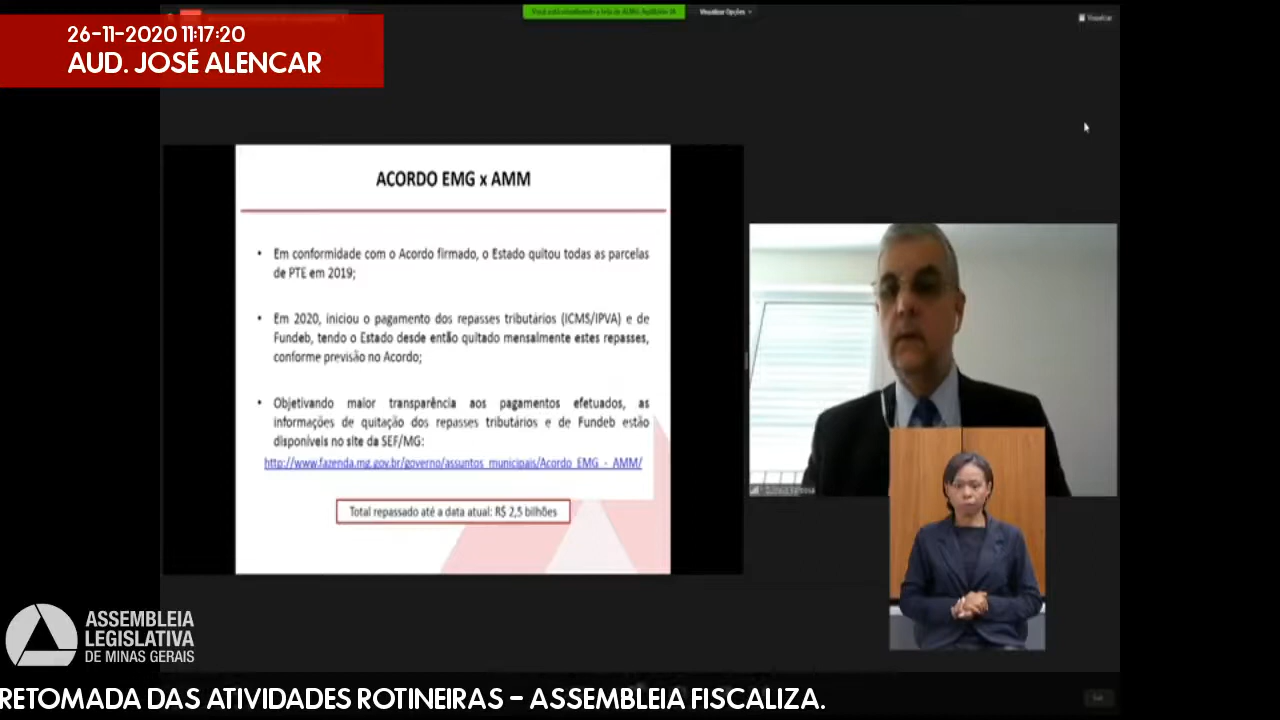 26-11-2020 11:17:20
AUD. JOSÉ ALENCAR
Visualizar Opções
Visualizar
ACORDO EMG x AMM
• Em conformidade com o Acordo firmado, o Estado quitou todas as parcelas
de PTE em 2019;
• Em 2020, iniciou o pagamento dos repasses tributários (ICMS/IPVA) e de
Fundeb, tendo o Estado desde então quitado mensalmente estes repasses,
conforme previsão no Acordo;
• Objetivando maior transparência aos pagamentos efetuados, as
informações de quitação dos repasses tributários e de Fundeb estão
disponíveis no site da SEF/MG:
http://www.fazenda.mg.gov.br/governo/assuntos_municipais/Acordo_EMG_-_AMM/
Total repassado até a data atual: R$ 2,5 bilhões
ASSEMBLEIA
LEGISLATIVA
DE MINAS GERAIS
RETOMADA DAS ATIVIDADES ROTINEIRAS – ASSEMBLEIA FISCALIZA.